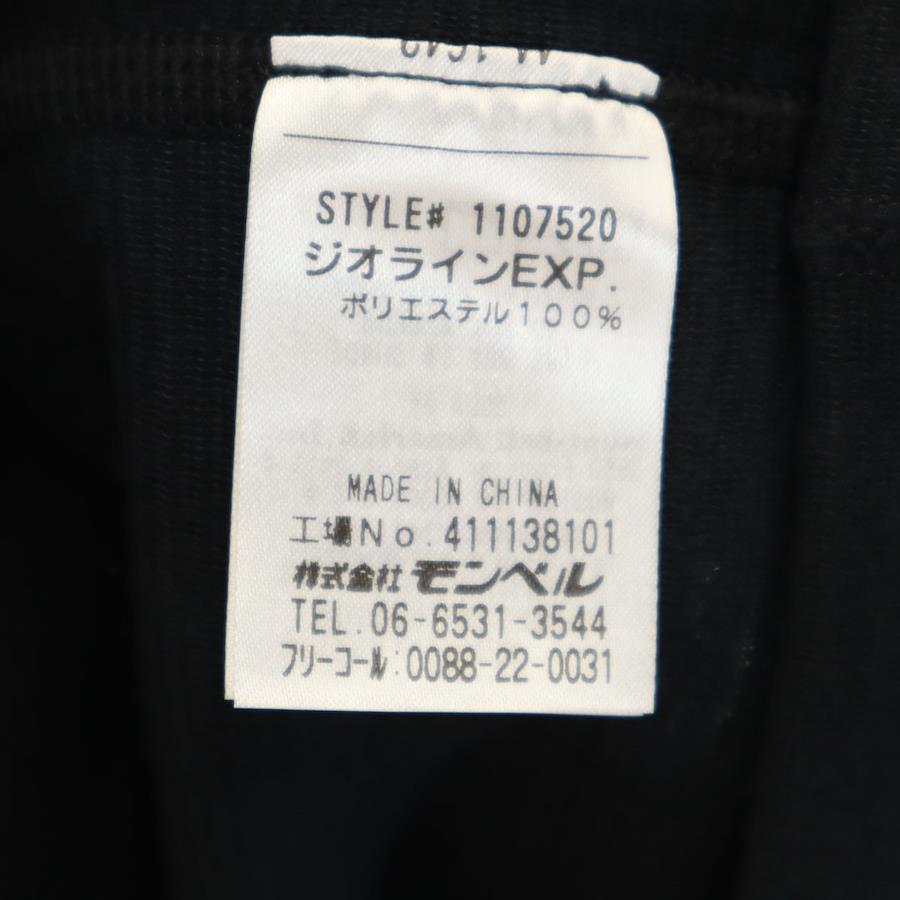 STYLE# 1107520
ジオラインEXP.
ポリエステル100%
MADE IN CHINA
工場No.411138101
株式会社 モンベル
TEL.06-6531-3544
フリーコール:0088-22-0031